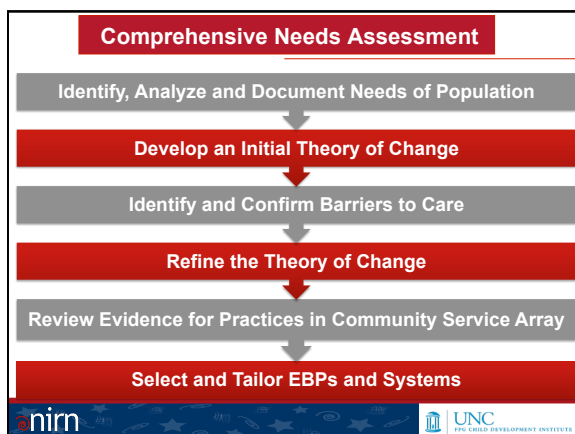 Comprehensive Needs Assessment
Identify, Analyze and Document Needs of Population
Develop an Initial Theory of Change
Identify and Confirm Barriers to Care
Refine the Theory of Change
Review Evidence for Practices in Community Service Array
Select and Tailor EBPs and Systems
nirn
UNC
FPG CHILD DEVELOPMENT INSTITUTE